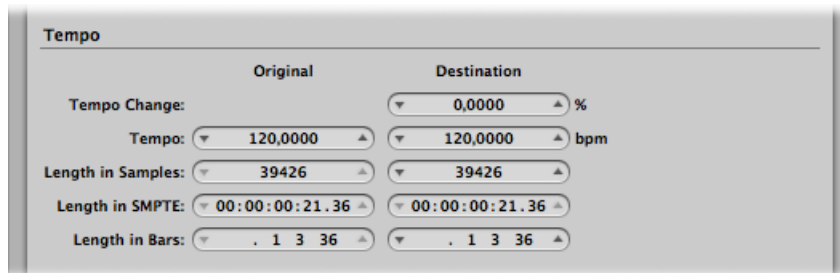 Tempo
Original Destination
Tempo Change: 0,0000 %
Tempo: 120,0000 120,0000 bpm
Length in Samples: 39426 39426
Length in SMPTE: 00:00:00:21.36 00:00:00:21.36
Length in Bars: . 1 3 36 . 1 3 36